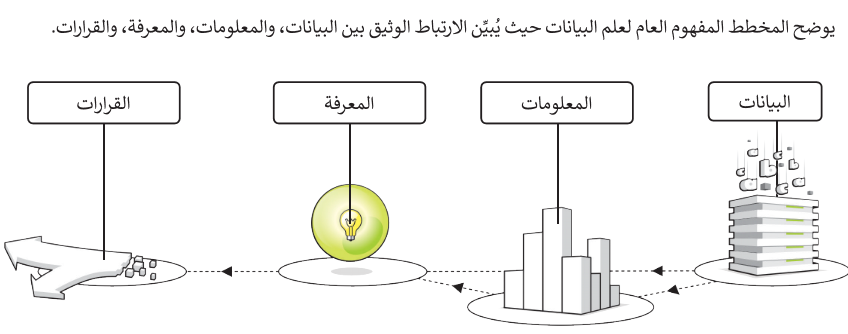 يوضح المخطط المفهوم العام لعلم البيانات حيث يُبيِّن الارتباط الوثيق بين البيانات، والمعلومات، والمعرفة، والقرارات.
البيانات
المعلومات
المعرفة
القرارات